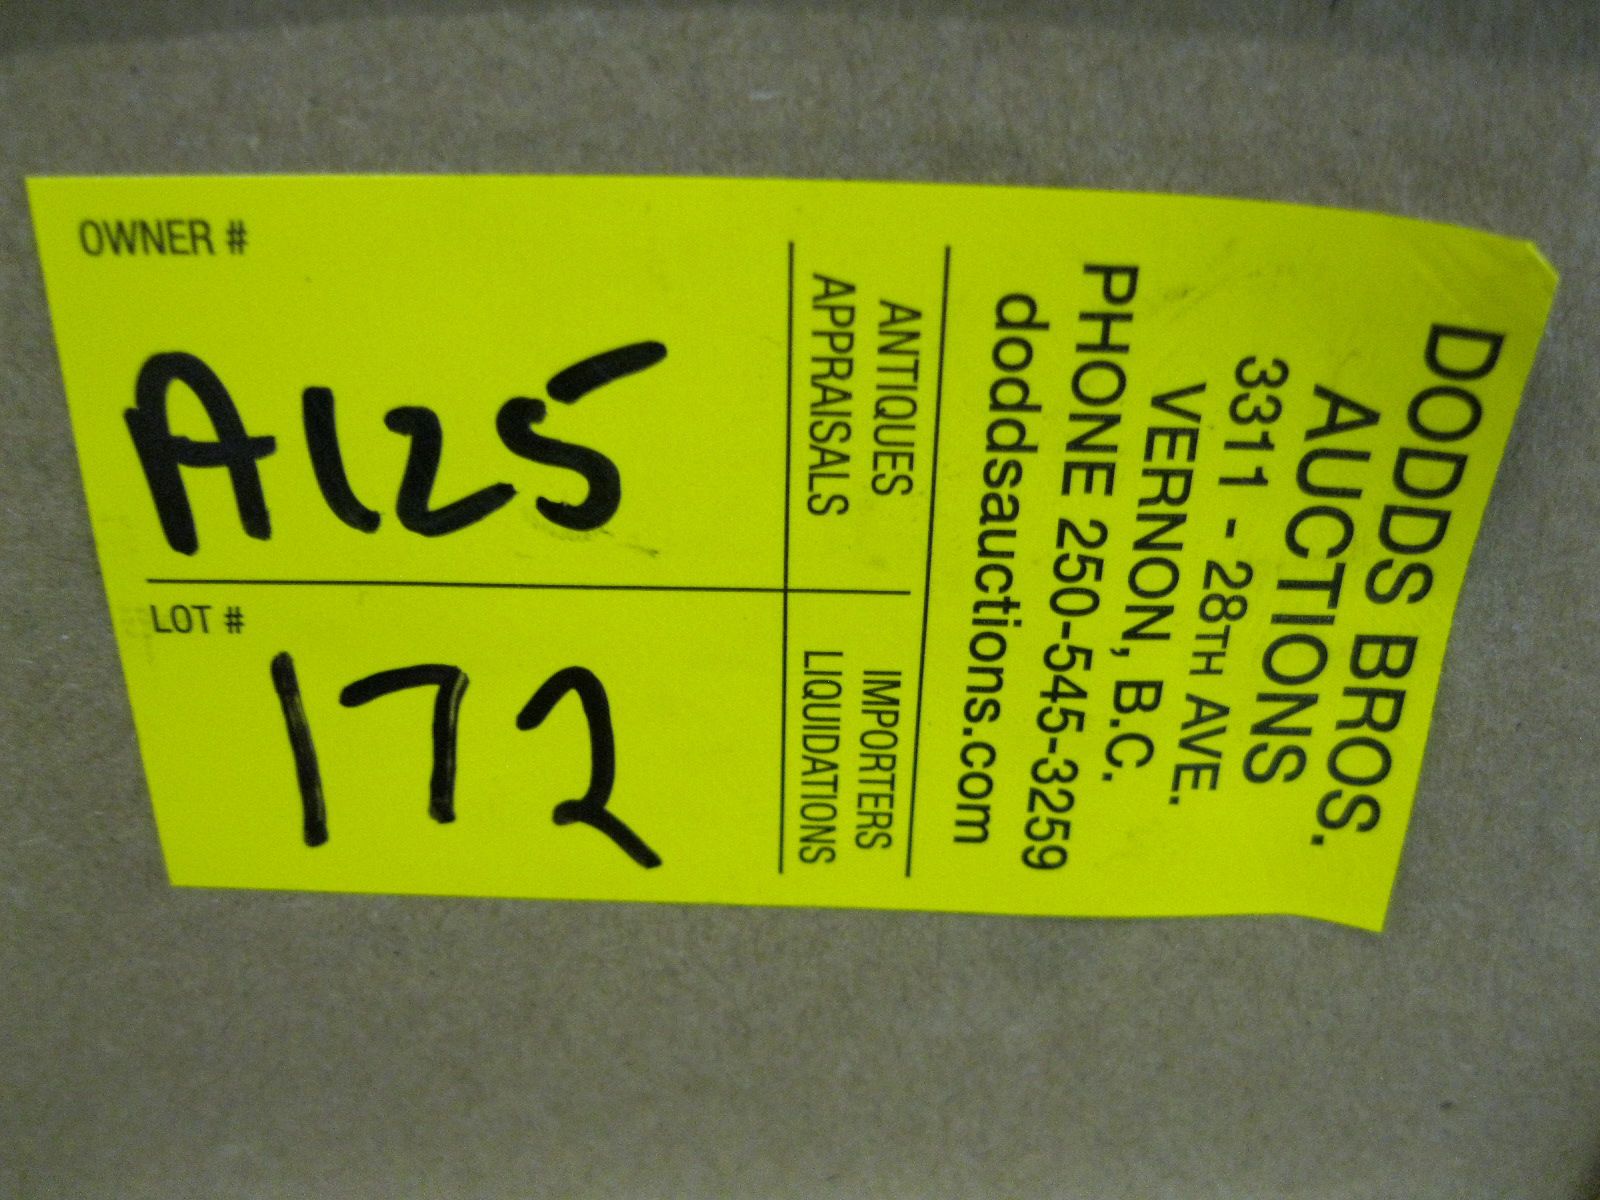 DODDS BROS.
AUCTIONS
3311 - 28TH AVE.
VERNON, B.C.
PHONE 250-545-3259
doddsauctions.com
ANTIQUES
APPRAISALS
IMPORTERS
LIQUIDATIONS
OWNER #
A125
LOT #
172